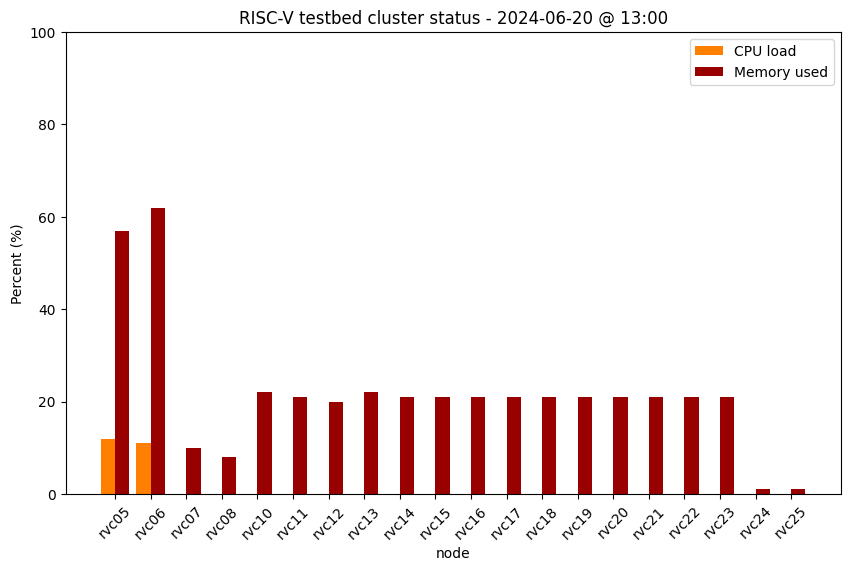 RISC-V testbed cluster status - 2024-06-20 @ 13:00
CPU load
Memory used
Percent (%)
100
80
60
40
20
0
rvc05 rvc06 rvc07 rvc08 rvc10 rvc11 rvc12 rvc13 rvc14 rvc15 rvc16 rvc17 rvc18 rvc19 rvc20 rvc21 rvc22 rvc23 rvc24 rvc25
node